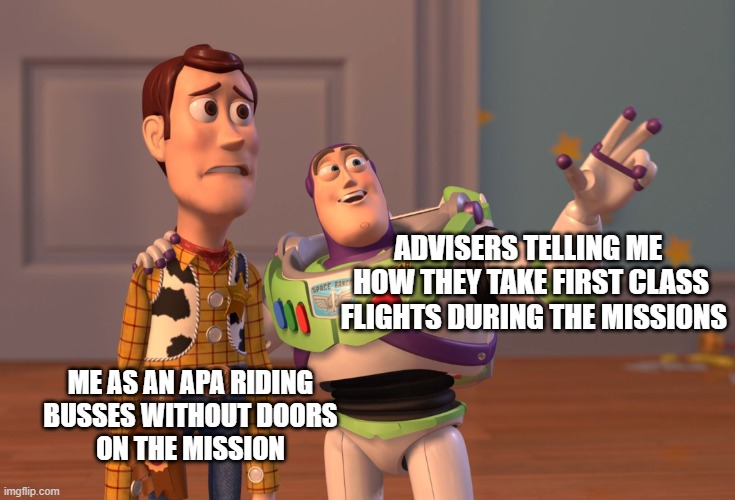 ADVISERS TELLING ME
HOW THEY TAKE FIRST CLASS
FLIGHTS DURING THE MISSIONS
ME AS AN APA RIDING
BUSSES WITHOUT DOORS
ON THE MISSION
imgflip.com